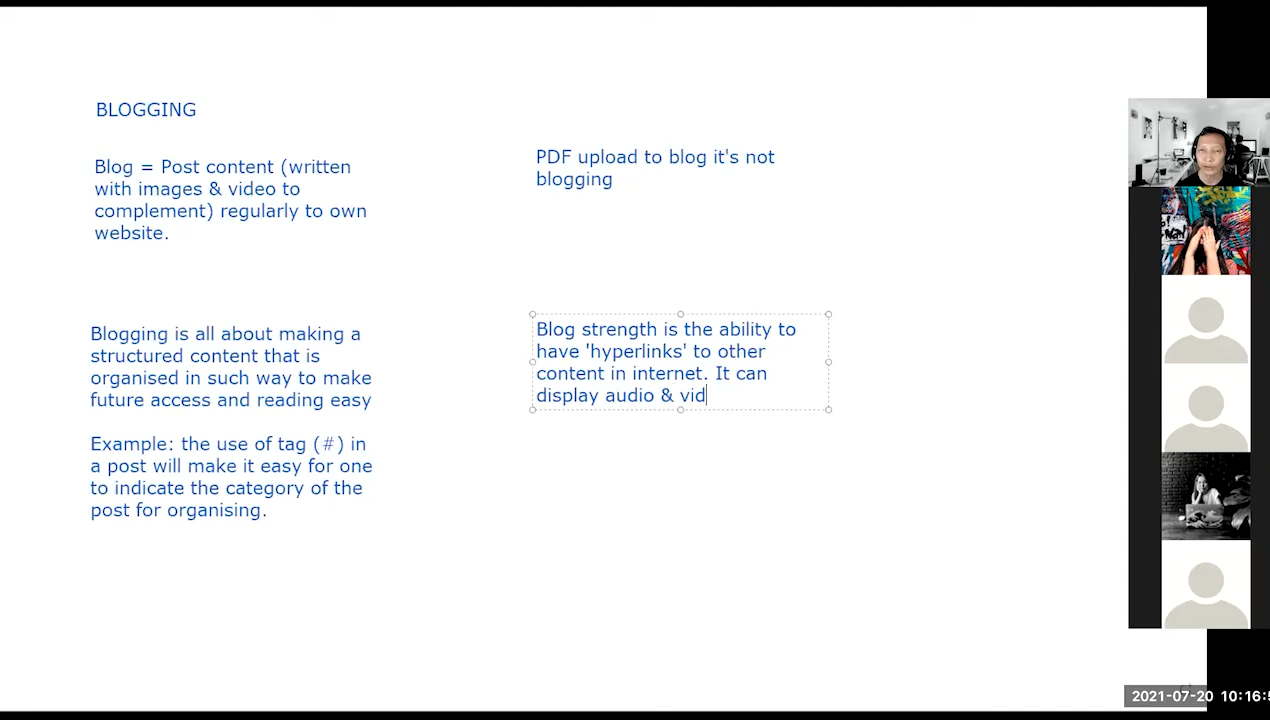 BLOGGING
Blog = Post content (written
with images & video to
complement) regularly to own
website.
Blogging is all about making a
structured content that is
organised in such way to make
future access and reading easy
Example: the use of tag (#) in
a post will make it easy for one
to indicate the category of the
post for organising.
PDF upload to blog it's not
blogging
Blog strength is the ability to
have 'hyperlinks' to other
content in internet. It can
display audio & vid
2021-07-20 10:16:5